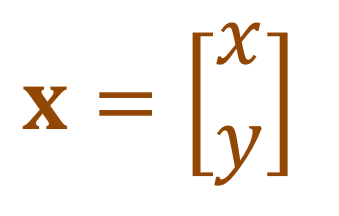 𝐱 = [𝑥
𝑦]